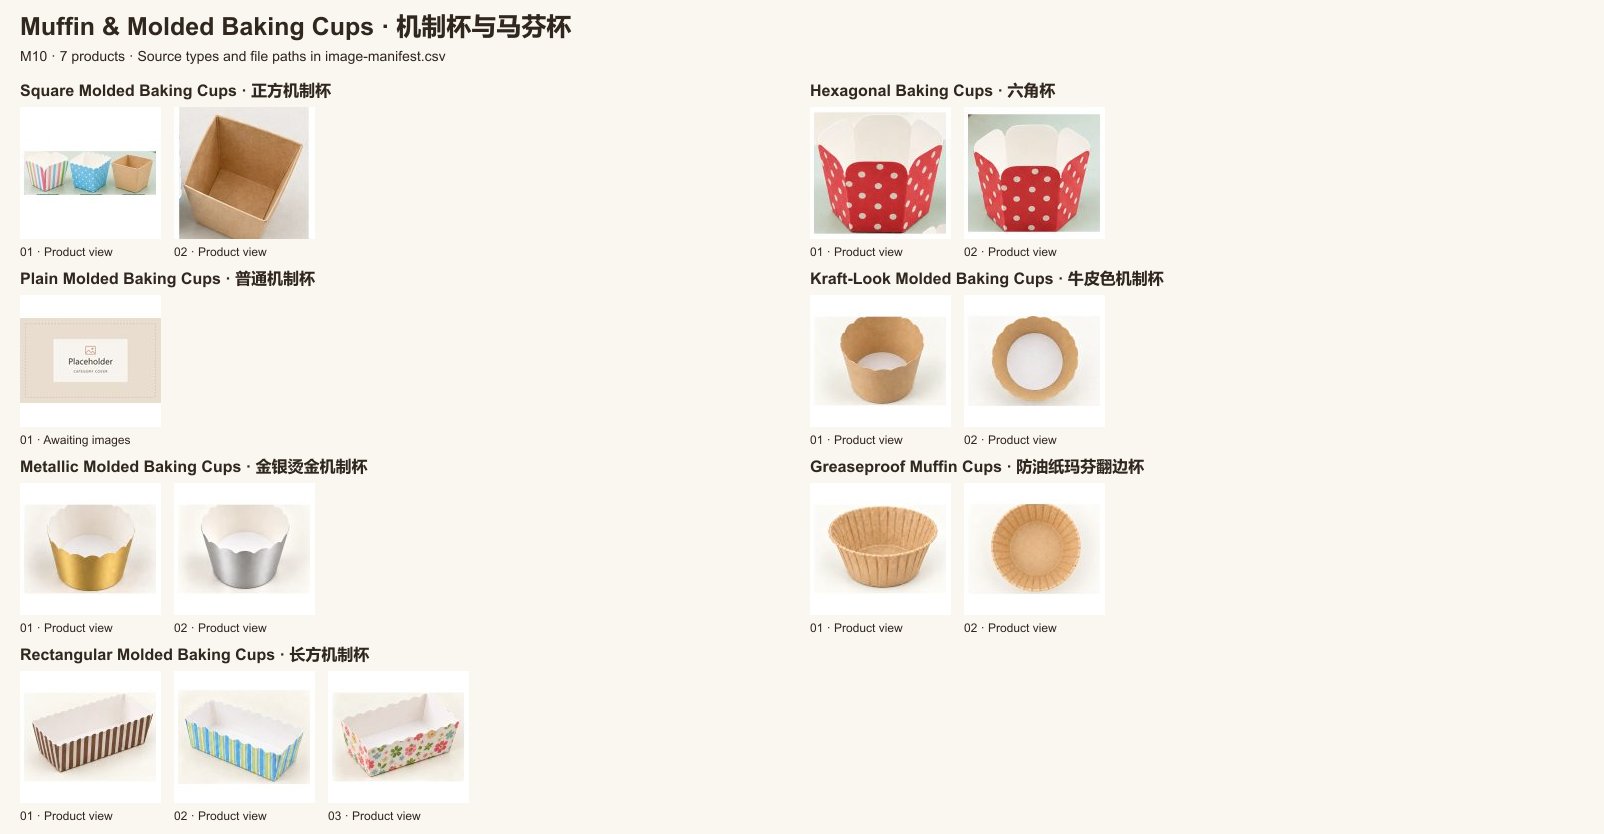 Muffin & Molded Baking Cups · 机制杯与马芬杯
M10 · 7 products · Source types and file paths in image-manifest.csv
Square Molded Baking Cups · 正方机制杯
01 · Product view
02 · Product view
Hexagonal Baking Cups · 六角杯
01 · Product view
02 · Product view
Plain Molded Baking Cups · 普通机制杯
Placeholder
CATEGORY COVER
01 · Awaiting images
Kraft-Look Molded Baking Cups · 牛皮色机制杯
01 · Product view
02 · Product view
Metallic Molded Baking Cups · 金银烫金机制杯
01 · Product view
02 · Product view
Greaseproof Muffin Cups · 防油纸玛芬翻边杯
01 · Product view
02 · Product view
Rectangular Molded Baking Cups · 长方机制杯
01 · Product view
02 · Product view
03 · Product view